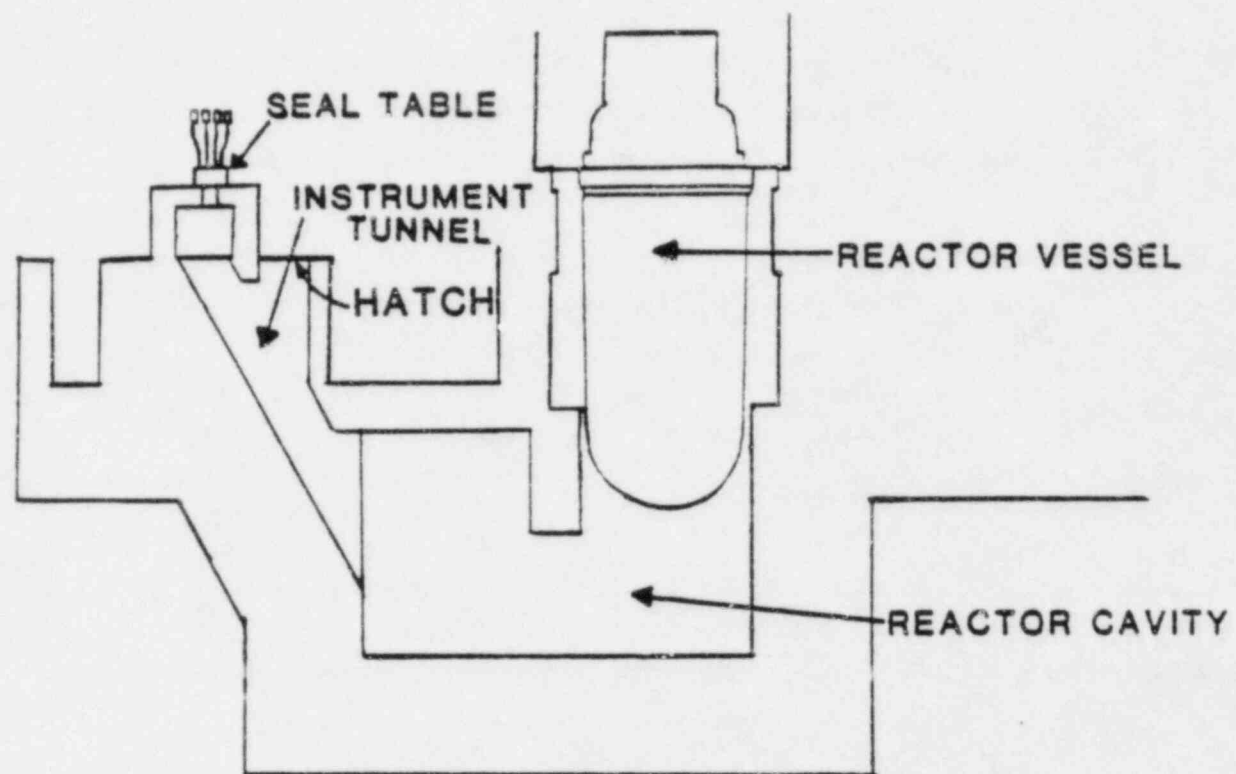 SEAL TABLE
INSTRUMENT
TUNNEL
HATCH
REACTOR VESSEL
REACTOR CAVITY